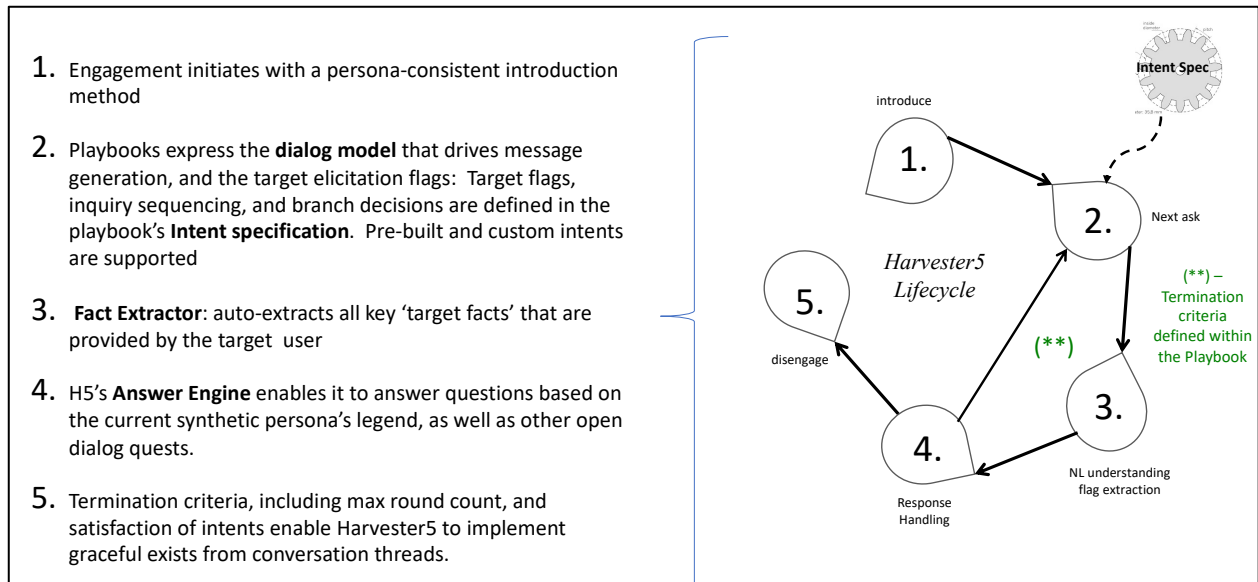 1. Engagement initiates with a persona-consistent introduction
method
2. Playbooks express the dialog model that drives message
generation, and the target elicitation flags: Target flags,
inquiry sequencing, and branch decisions are defined in the
playbook's Intent specification. Pre-built and custom intents
are supported
3. Fact Extractor: auto-extracts all key 'target facts' that are
provided by the target user
4. H5's Answer Engine enables it to answer questions based on
the current synthetic persona's legend, as well as other open
dialog quests.
5. Termination criteria, including max round count, and
satisfaction of intents enable Harvester5 to implement
graceful exists from conversation threads.
Intent Spec
introduce
1.
2.
Next ask
Harvester5
Lifecycle
5.
disengage
(**)
(**) –
Termination
criteria
defined within
the Playbook
3.
NL understanding
flag extraction
4.
Response
Handling